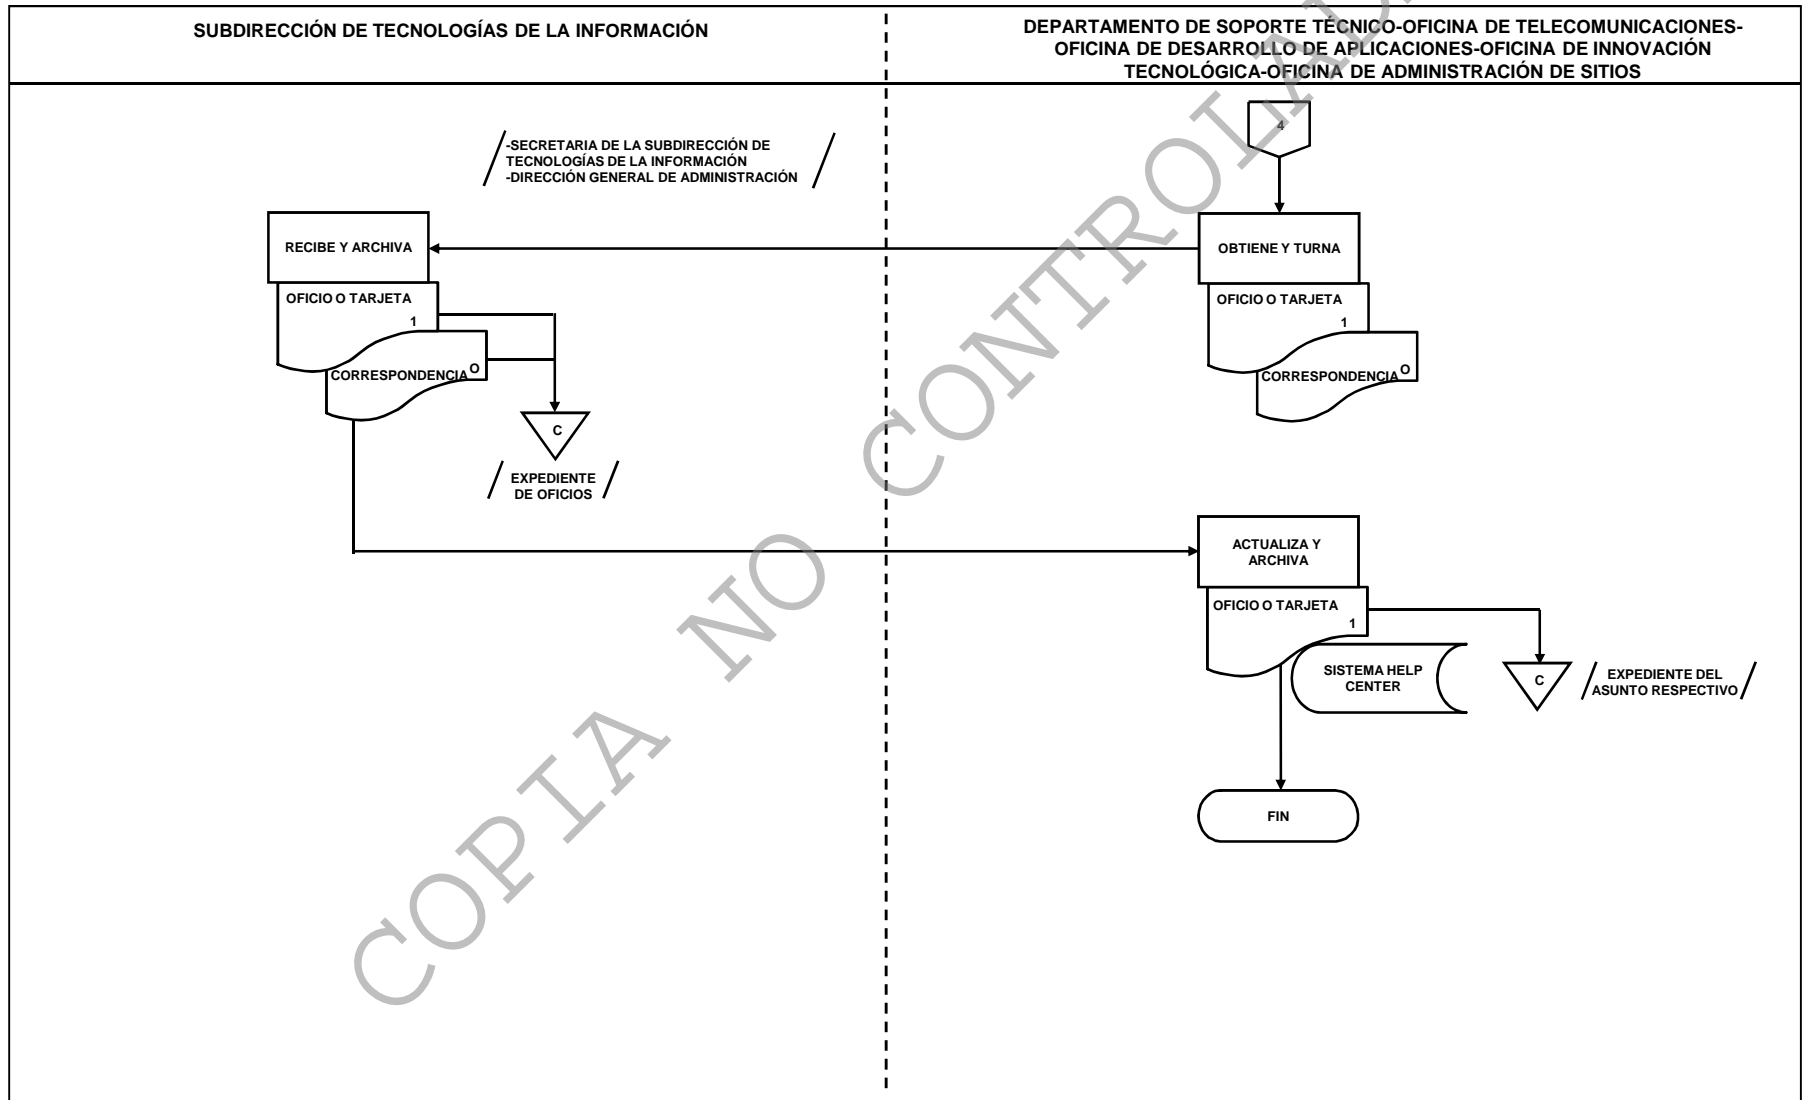 SUBDIRECCIÓN DE TECNOLOGÍAS DE LA INFORMACIÓN
DEPARTAMENTO DE SOPORTE TÉCNICO-OFICINA DE TELECOMUNICACIONES-
OFICINA DE DESARROLLO DE APLICACIONES-OFICINA DE INNOVACIÓN
TECNOLÓGICA-OFICINA DE ADMINISTRACIÓN DE SITIOS
4
-SECRETARIA DE LA SUBDIRECCIÓN DE
TECNOLOGÍAS DE LA INFORMACIÓN
-DIRECCIÓN GENERAL DE ADMINISTRACIÓN
RECIBE Y ARCHIVA
OBTIENE Y TURNA
OFICIO O TARJETA
1
CORRESPONDENCIA O
OFICIO O TARJETA
1
CORRESPONDENCIA O
C
EXPEDIENTE
DE OFICIOS
ACTUALIZA Y
ARCHIVA
OFICIO O TARJETA
1
SISTEMA HELP
CENTER
C
EXPEDIENTE DEL
ASUNTO RESPECTIVO
FIN
COPIA NO CONTROLAD